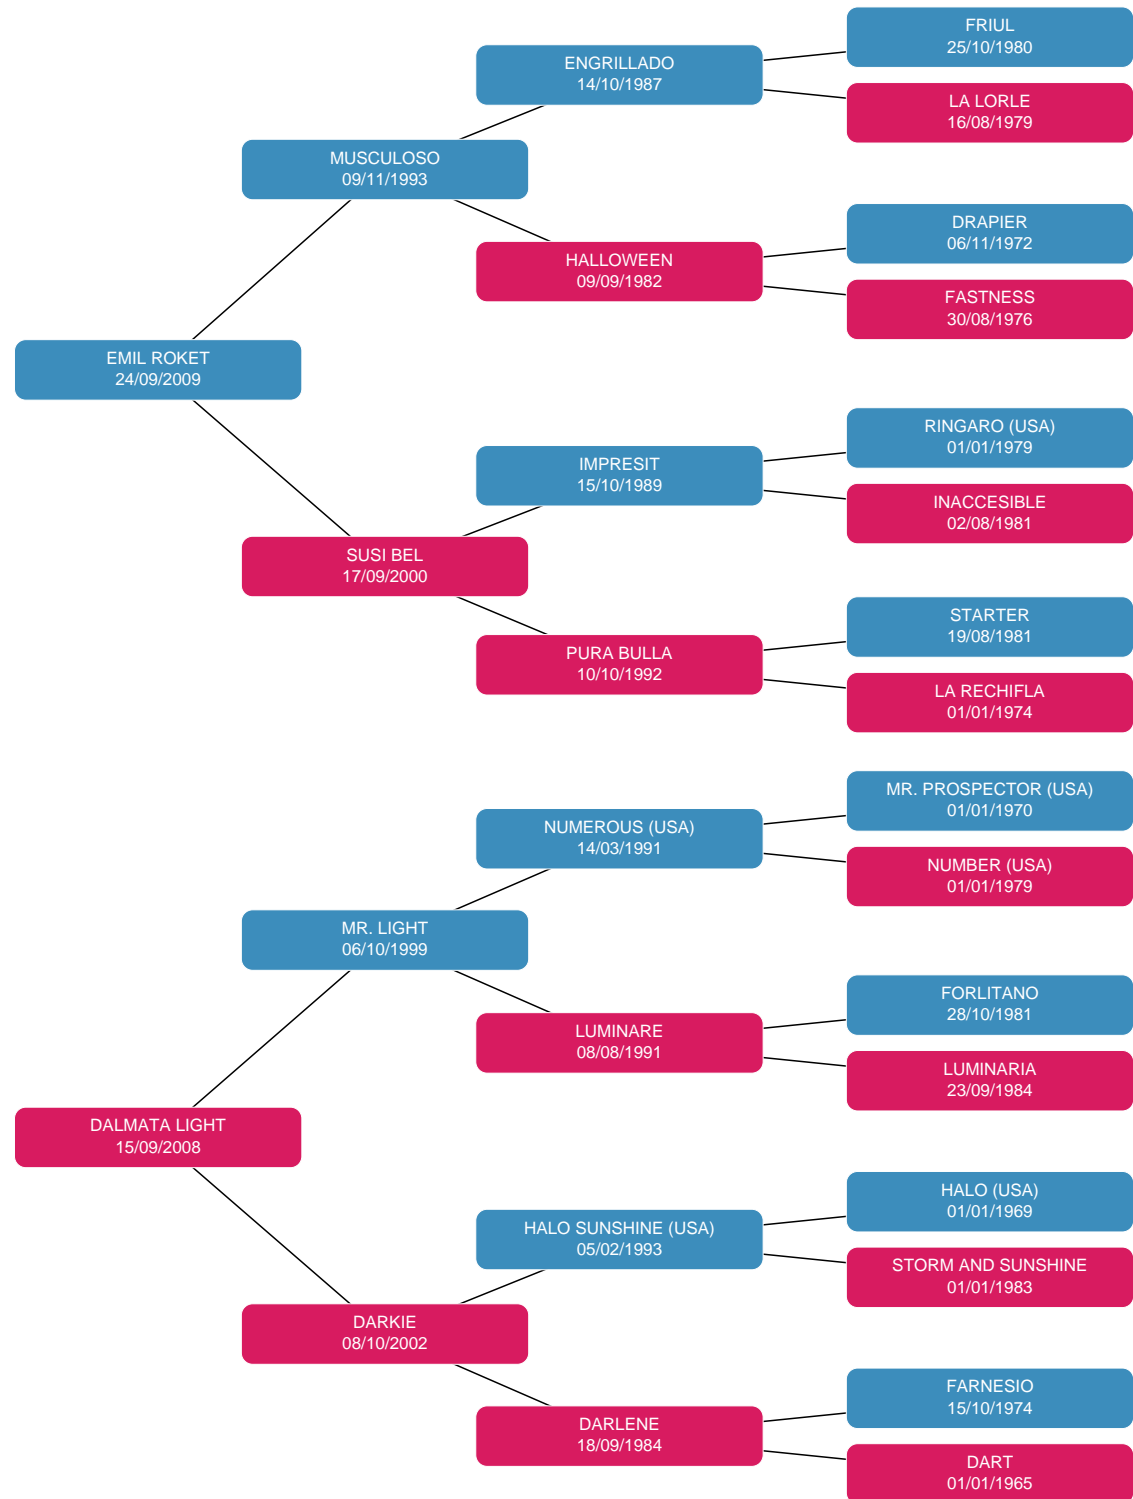 FRIUL
25/10/1980
ENGRILLADO
14/10/1987
LA LORLE
16/08/1979
MUSCULOSO
09/11/1993
DRAPIER
06/11/1972
HALLOWEEN
09/09/1982
FASTNESS
30/08/1976
EMIL ROKET
24/09/2009
RINGARO (USA)
01/01/1979
IMPRESIT
15/10/1989
INACCESIBLE
02/08/1981
SUSI BEL
17/09/2000
STARTER
19/08/1981
PURA BULLA
10/10/1992
LA RECHIFLA
01/01/1974
MR. PROSPECTOR (USA)
01/01/1970
NUMEROUS (USA)
14/03/1991
NUMBER (USA)
01/01/1979
MR. LIGHT
06/10/1999
FORLITANO
28/10/1981
LUMINARE
08/08/1991
LUMINARIA
23/09/1984
DALMATA LIGHT
15/09/2008
HALO (USA)
01/01/1969
HALO SUNSHINE (USA)
05/02/1993
STORM AND SUNSHINE
01/01/1983
DARKIE
08/10/2002
FARNESIO
15/10/1974
DARLENE
18/09/1984
DART
01/01/1965